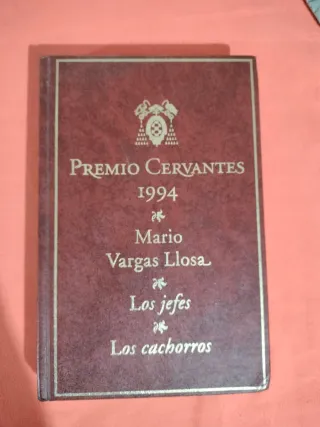 PREMIO CERVANTES
1994
Mario
Vargas Llosa
Los jefes
Los cachorros